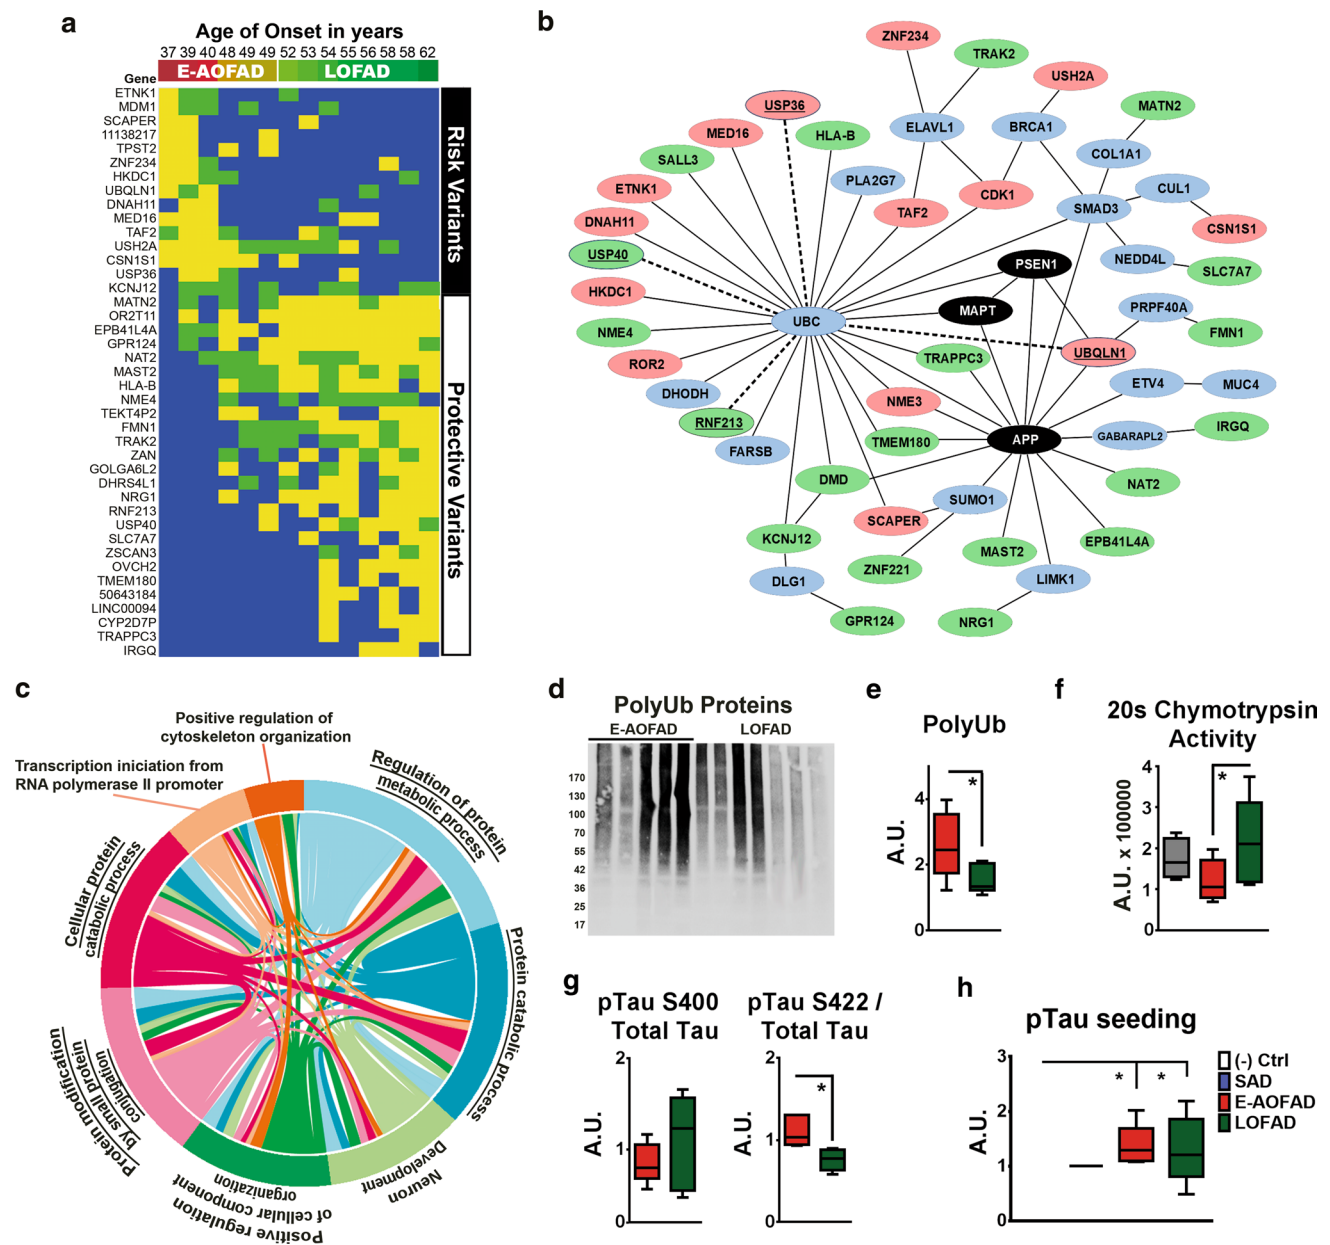 a
Age of Onset in years
37 39 40 48 49 49 52 53 54 55 56 58 58 62
Gene
E-AOFAD
LOFAD
ETNK1
MDM1
SCAPER
11138217
TPST2
ZNF234
HKDC1
UBQLN1
DNAH11
MED16
TAF2
USH2A
CSN1S1
USP36
KCNJ12
MATN2
OR2T11
EPB41L4A
GPR124
NAT2
MAST2
HLA-B
NME4
TEKT4P2
FMN1
TRAK2
ZAN
GOLGA6L2
DHRS4L1
NRG1
RNF213
USP40
SLC7A7
ZSCAN3
OVCH2
TMEM180
50643184
LINC00094
CYP2D7P
TRAPPC3
IRGQ
Risk Variants
Protective Variants
b
ZNF234
TRAK2
USH2A
USP36
MATN2
MED16
HLA-B
ELAVL1
BRCA1
SALL3
COL1A1
PLA2G7
ETNK1
CDK1
CUL1
DNAH11
TAF2
SMAD3
CSN1S1
USP40
PSEN1
NEDD4L
SLC7A7
HKDC1
MAPT
PRPF40A
UBC
NME4
FMN1
ROR2
TRAPPC3
UBQLN1
DHODH
ETV4
MUC4
NME3
RNF213
IRGQ
FARSB
TMEM180
APP
GABARAPL2
DMD
NAT2
SUMO1
SCAPER
KCNJ12
MAST2
EPB41L4A
ZNF221
DLG1
LIMK1
GPR124
NRG1
c
Positive regulation of
cytoskeleton organization
Transcription iniciation from
RNA polymerase II promoter
Regulation of protein
metabolic process
Protein catabolic process
Neuron
Development
Positive regulation
of cellular component
organization
Protein modification
by small protein
conjugation
Cellular protein
catabolic process
d
PolyUb Proteins
E-AOFAD
LOFAD
170
130
100
70
55
42
36
25
17
e
PolyUb
A.U.
4
2
0
*
f
20s Chymotrypsin
Activity
A.U. x 100000
4
3
2
1
0
*
g
pTau S400
Total Tau
A.U.
2
1
0
pTau S422 /
Total Tau
A.U.
2
1
0
*
h
pTau seeding
A.U.
3
2
1
0
* *
(-) Ctrl
SAD
E-AOFAD
LOFAD